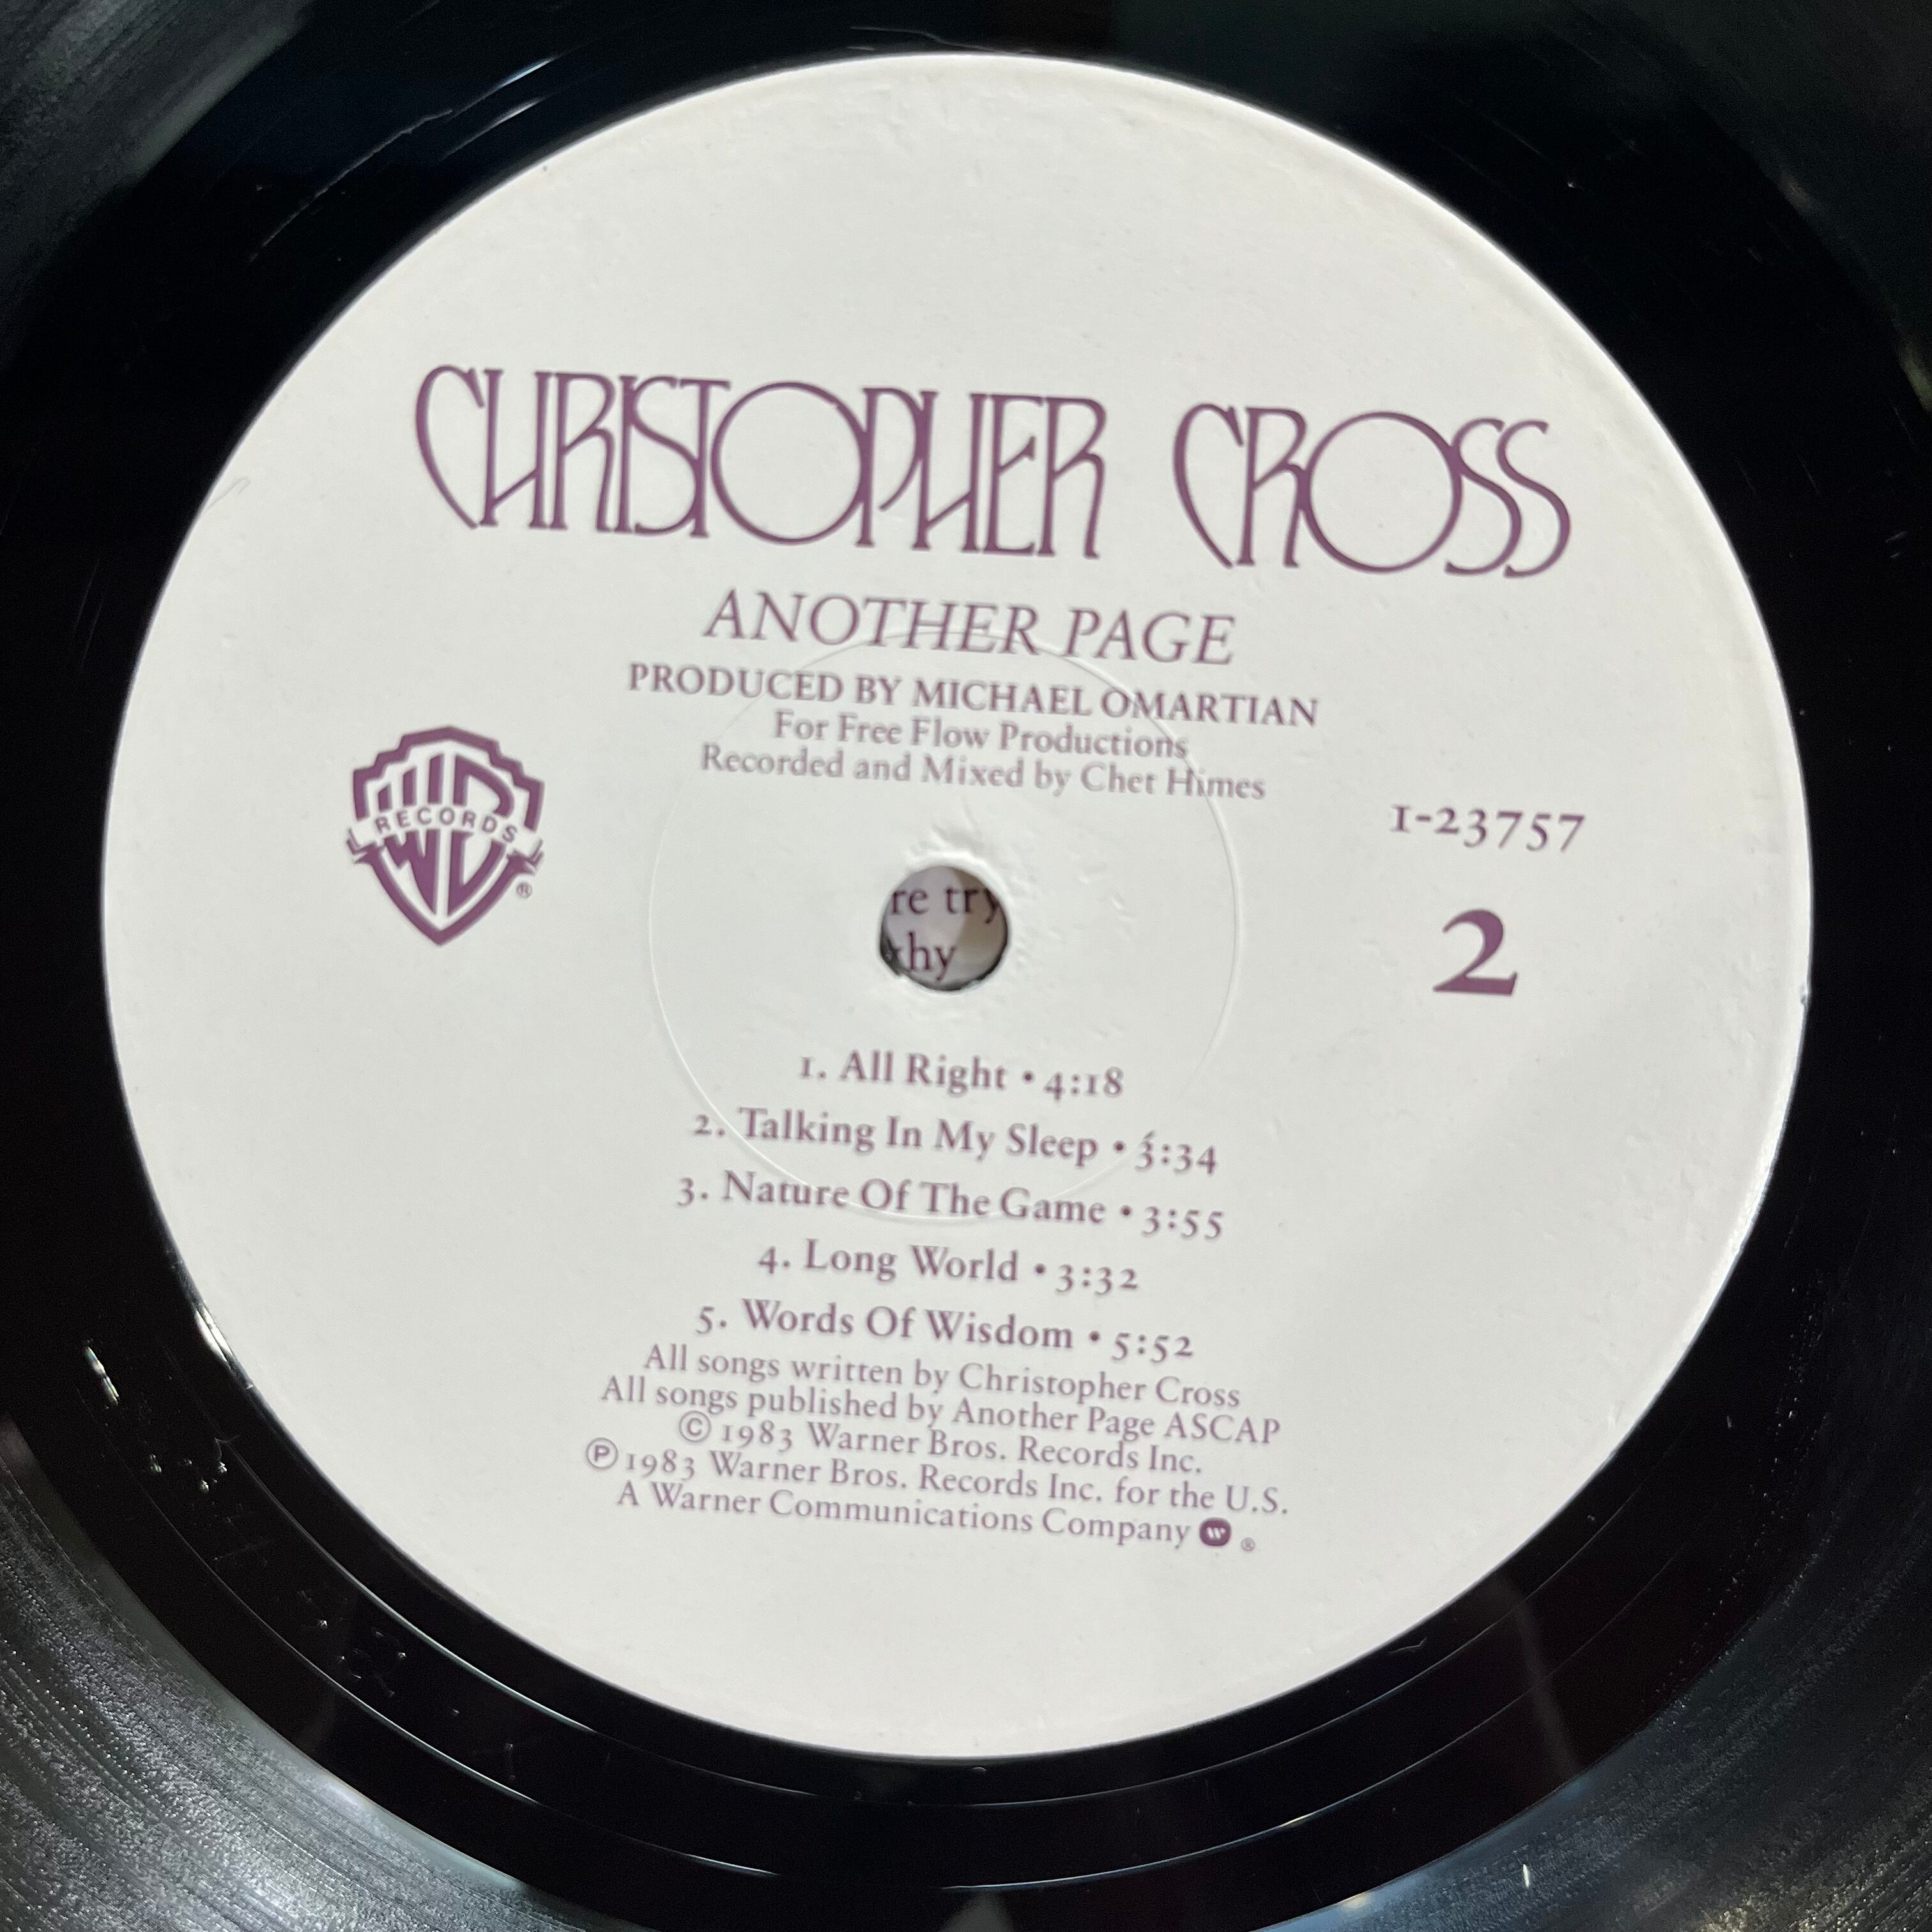 CHRISTOPHER CROSS
ANOTHER PAGE
PRODUCED BY MICHAEL OMARTIAN
For Free Flow Productions
Recorded and Mixed by Chet Himes
RECORDS
®
1-23757
2
re try
hy
1. All Right • 4:18
2. Talking In My Sleep • 3:34
3. Nature Of The Game • 3:55
4. Long World • 3:32
5. Words Of Wisdom • 5:52
All songs written by Christopher Cross
All songs published by Another Page ASCAP
© 1983 Warner Bros. Records Inc.
℗ 1983 Warner Bros. Records Inc. for the U.S.
A Warner Communications Company ®